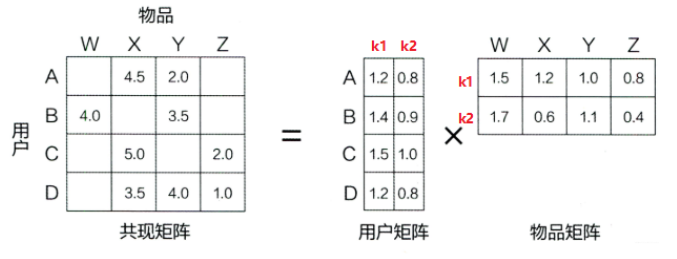 物品
W X Y Z
A 4.5 2.0
B 4.0 3.5
C 5.0 2.0
D 3.5 4.0 1.0
用户
共现矩阵
=
k1 k2
A 1.2 0.8
B 1.4 0.9
C 1.5 1.0
D 1.2 0.8
用户矩阵
×
W X Y Z
k1 1.5 1.2 1.0 0.8
k2 1.7 0.6 1.1 0.4
物品矩阵